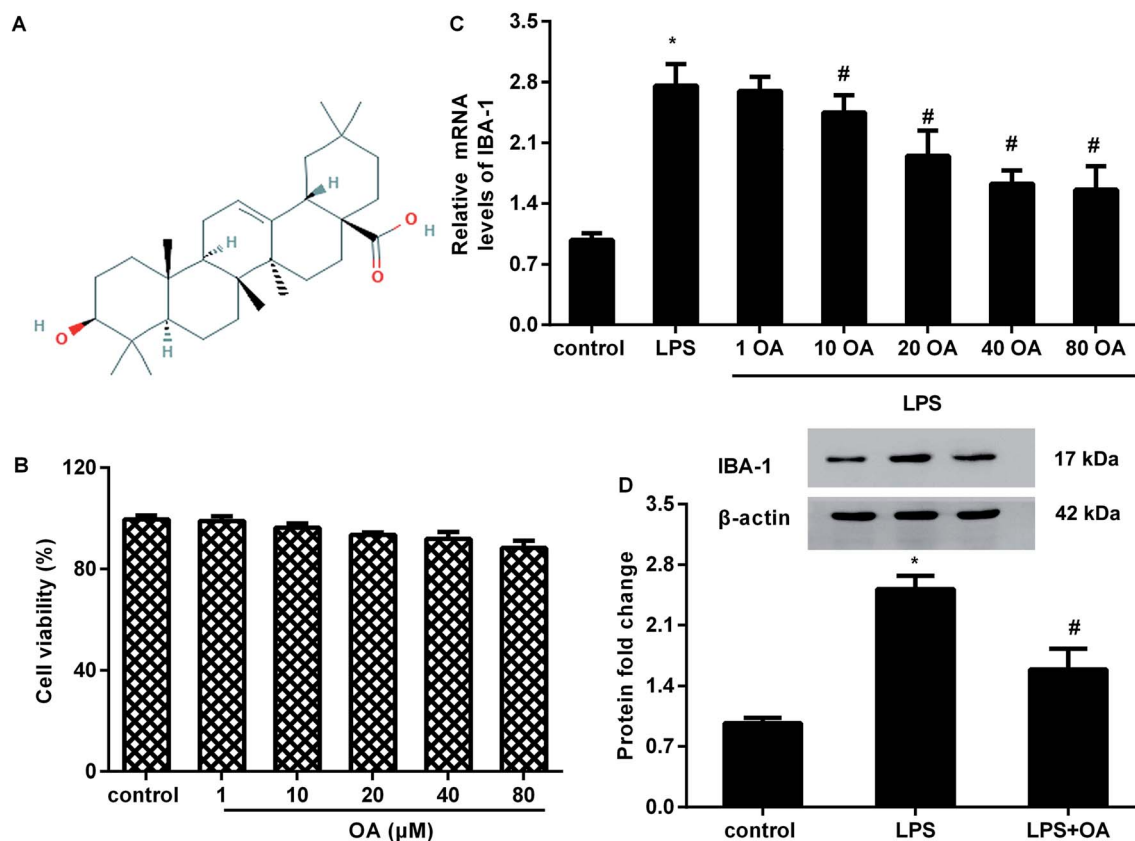 A
H
H
O
H
O
H
O
H
C
Relative mRNA
levels of IBA-1
3.5
2.8
2.1
1.4
0.7
0.0
*
#
#
#
#
control LPS 1 OA 10 OA 20 OA 40 OA 80 OA
LPS
B
Cell viability (%)
120
80
40
0
control 1 10 20 40 80
OA (μM)
D
IBA-1 17 kDa
β-actin 42 kDa
Protein fold change
3.5
2.8
2.1
1.4
0.7
0.0
*
#
control LPS LPS+OA